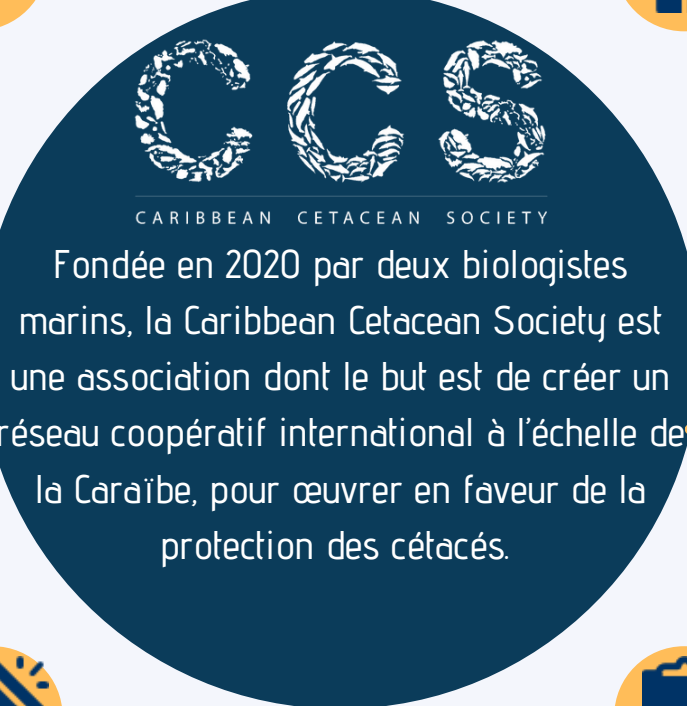 CCS
CARIBBEAN CETACEAN SOCIETY
Fondée en 2020 par deux biologistes
marins, la Caribbean Cetacean Society est
une association dont le but est de créer un
réseau coopératif international à l'échelle de
la Caraïbe, pour œuvrer en faveur de la
protection des cétacés.